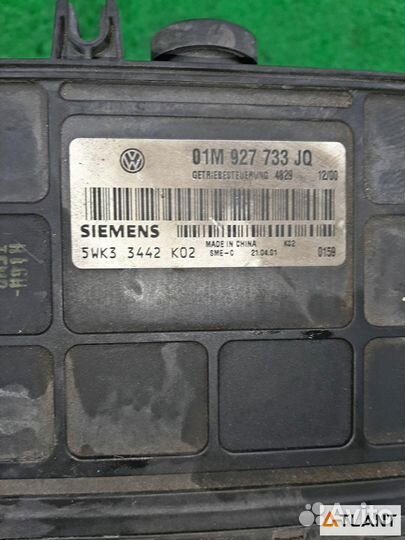 01M 927 733 JQ
GETRIEBESTEUERUNG 4829 12/00
SIEMENS
5WK3 3442 K02
MADE IN CHINA K02
SME-C 21.04.01 0159
Avito
ATLANT